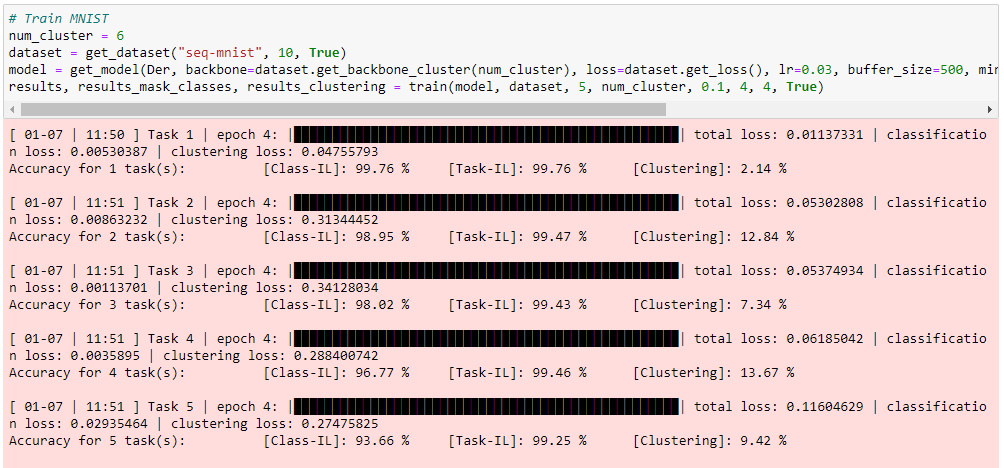 # Train MNIST
num_cluster = 6
dataset = get_dataset("seq-mnist", 10, True)
model = get_model(Der, backbone=dataset.get_backbone_cluster(num_cluster), loss=dataset.get_loss(), lr=0.03, buffer_size=500, min
results, results_mask_classes, results_clustering = train(model, dataset, 5, num_cluster, 0.1, 4, 4, True)
[ 01-07 | 11:50 ] Task 1 | epoch 4: | | total loss: 0.01137331 | classificatio
n loss: 0.00530387 | clustering loss: 0.04755793
Accuracy for 1 task(s): [Class-IL]: 99.76 % [Task-IL]: 99.76 % [Clustering]: 2.14 %
[ 01-07 | 11:51 ] Task 2 | epoch 4: | | total loss: 0.05302808 | classificatio
n loss: 0.00863232 | clustering loss: 0.31344452
Accuracy for 2 task(s): [Class-IL]: 98.95 % [Task-IL]: 99.47 % [Clustering]: 12.84 %
[ 01-07 | 11:51 ] Task 3 | epoch 4: | | total loss: 0.05374934 | classificatio
n loss: 0.00113701 | clustering loss: 0.34128034
Accuracy for 3 task(s): [Class-IL]: 98.02 % [Task-IL]: 99.43 % [Clustering]: 7.34 %
[ 01-07 | 11:51 ] Task 4 | epoch 4: | | total loss: 0.06185042 | classificatio
n loss: 0.0035895 | clustering loss: 0.288400742
Accuracy for 4 task(s): [Class-IL]: 96.77 % [Task-IL]: 99.46 % [Clustering]: 13.67 %
[ 01-07 | 11:51 ] Task 5 | epoch 4: | | total loss: 0.11604629 | classificatio
n loss: 0.02935464 | clustering loss: 0.27475825
Accuracy for 5 task(s): [Class-IL]: 93.66 % [Task-IL]: 99.25 % [Clustering]: 9.42 %